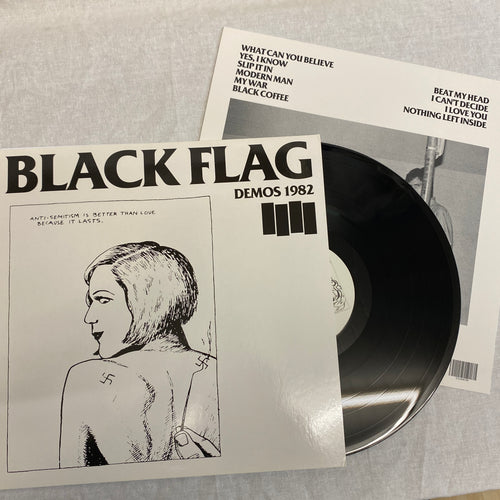 WHAT CAN YOU BELIEVE
YES, I KNOW
SLIP IT IN
MODERN MAN
MY WAR
BLACK COFFEE
BEAT MY HEAD
I CAN'T DECIDE
I LOVE YOU
NOTHING LEFT INSIDE
BLACK FLAG
DEMOS 1982
ANTI-SEMITISM IS BETTER THAN LOVE
BECAUSE IT LASTS.